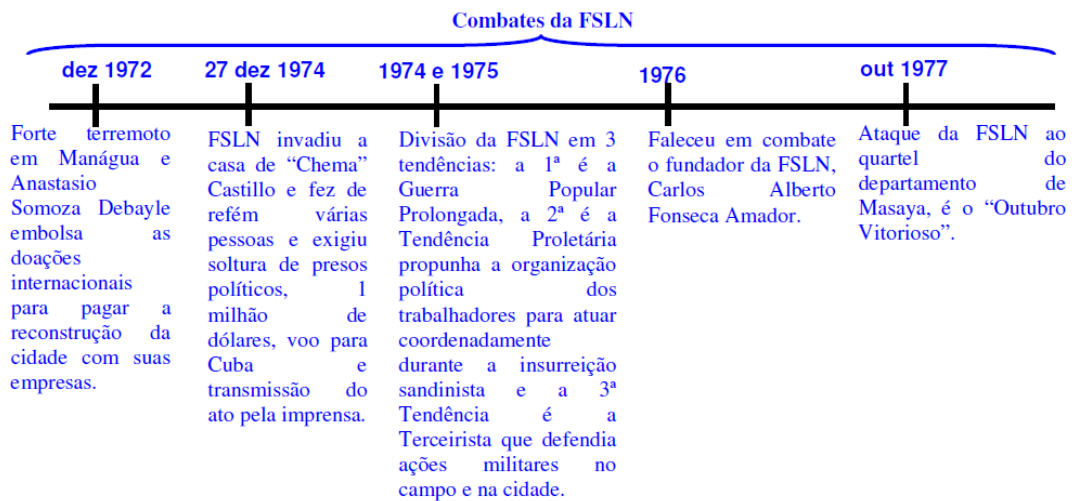 Combates da FSLN
dez 1972
27 dez 1974
1974 e 1975
1976
out 1977
Forte terremoto
em Manágua e
Anastasio
Somoza Debayle
embolsa as
doações
internacionais
para pagar a
reconstrução da
cidade com suas
empresas.
FSLN invadiu a
casa de “Chema”
Castillo e fez de
refém várias
pessoas e exigiu
soltura de presos
políticos, 1
milhão de
dólares, voo para
Cuba e
transmissão do
ato pela imprensa.
Divisão da FSLN em 3
tendências: a 1ª é a
Guerra Popular
Prolongada, a 2ª é a
Tendência Proletária
propunha a organização
política dos
trabalhadores para atuar
coordenadamente
durante a insurreição
sandinista e a 3ª
Tendência é a
Terceirista que defendia
ações militares no
campo e na cidade.
Faleceu em combate
o fundador da FSLN,
Carlos Alberto
Fonseca Amador.
Ataque da FSLN ao
quartel do
departamento de
Masaya, é o “Outubro
Vitorioso”.